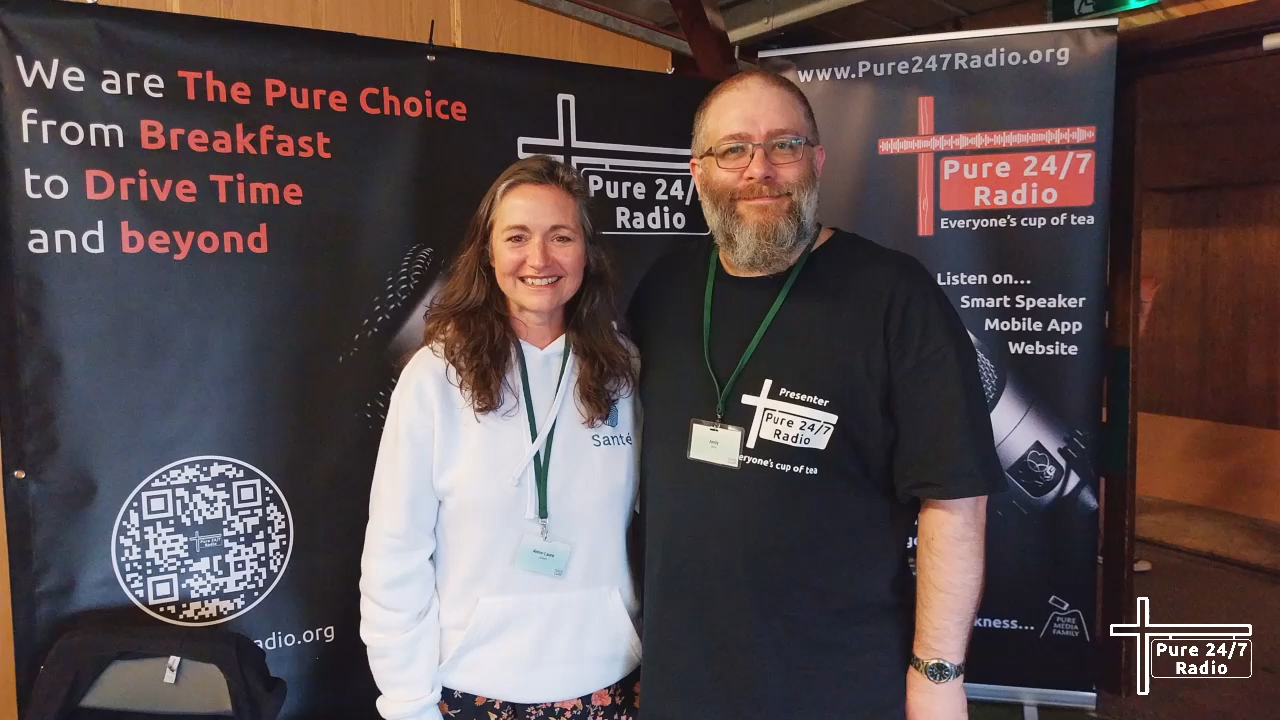 We are The Pure Choice
from Breakfast
to Drive Time
and beyond
adio.org
Pure 24/7
Radio
www.Pure247Radio.org
Pure 24/7
Radio
Everyone's cup of tea
Listen on...
Smart Speaker
Mobile App
Website
kness...
PURE
MEDIA
FAMILY
Santé
Presenter
Pure 24/7
Radio
eryone's cup of tea
Andy
Pure 24/7
Radio